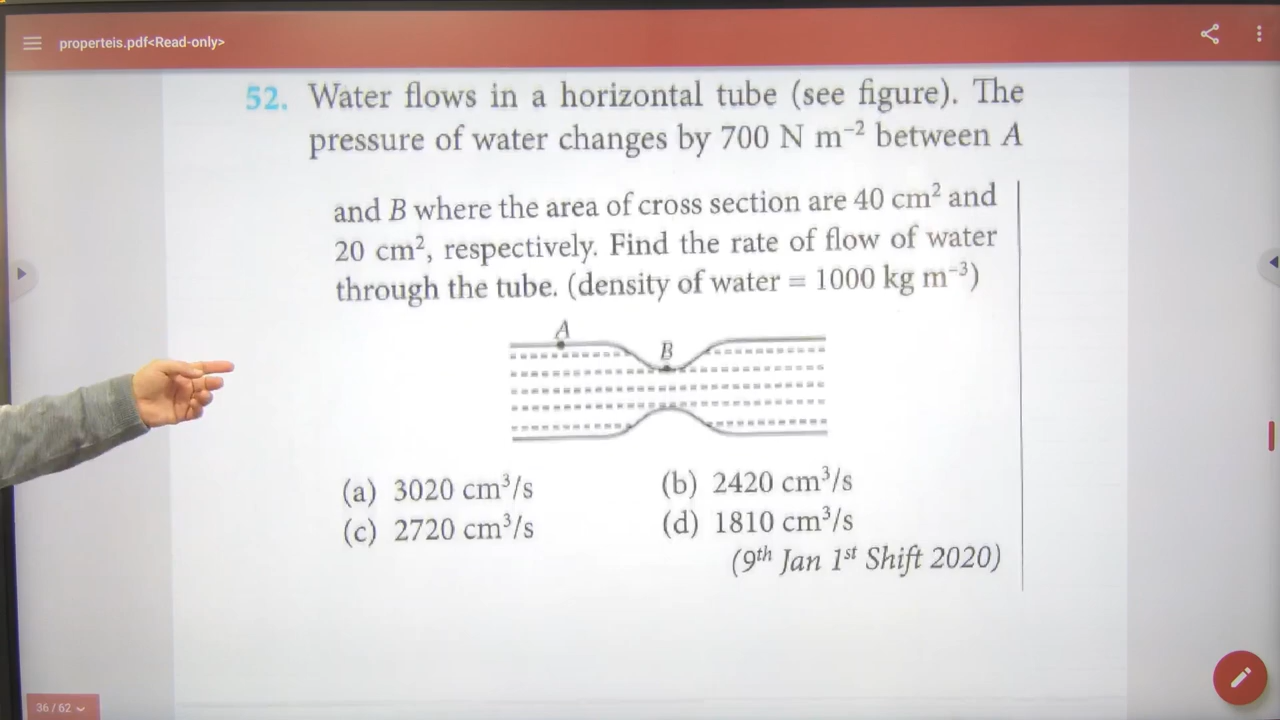 properteis.pdf<Read-only>
52. Water flows in a horizontal tube (see figure). The
pressure of water changes by 700 N m⁻² between A
and B where the area of cross section are 40 cm² and
20 cm², respectively. Find the rate of flow of water
through the tube. (density of water = 1000 kg m⁻³)
A
B
(a) 3020 cm³/s (b) 2420 cm³/s
(c) 2720 cm³/s (d) 1810 cm³/s
(9th Jan 1st Shift 2020)
36 / 62